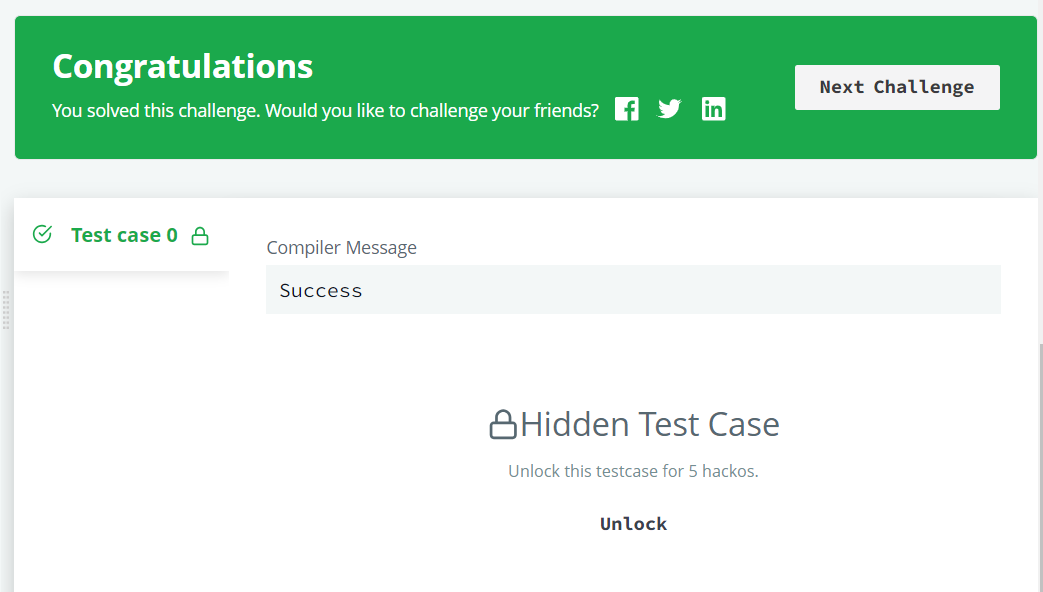 Congratulations
You solved this challenge. Would you like to challenge your friends?
Next Challenge
Test case 0
Compiler Message
Success
Hidden Test Case
Unlock this testcase for 5 hackos.
Unlock